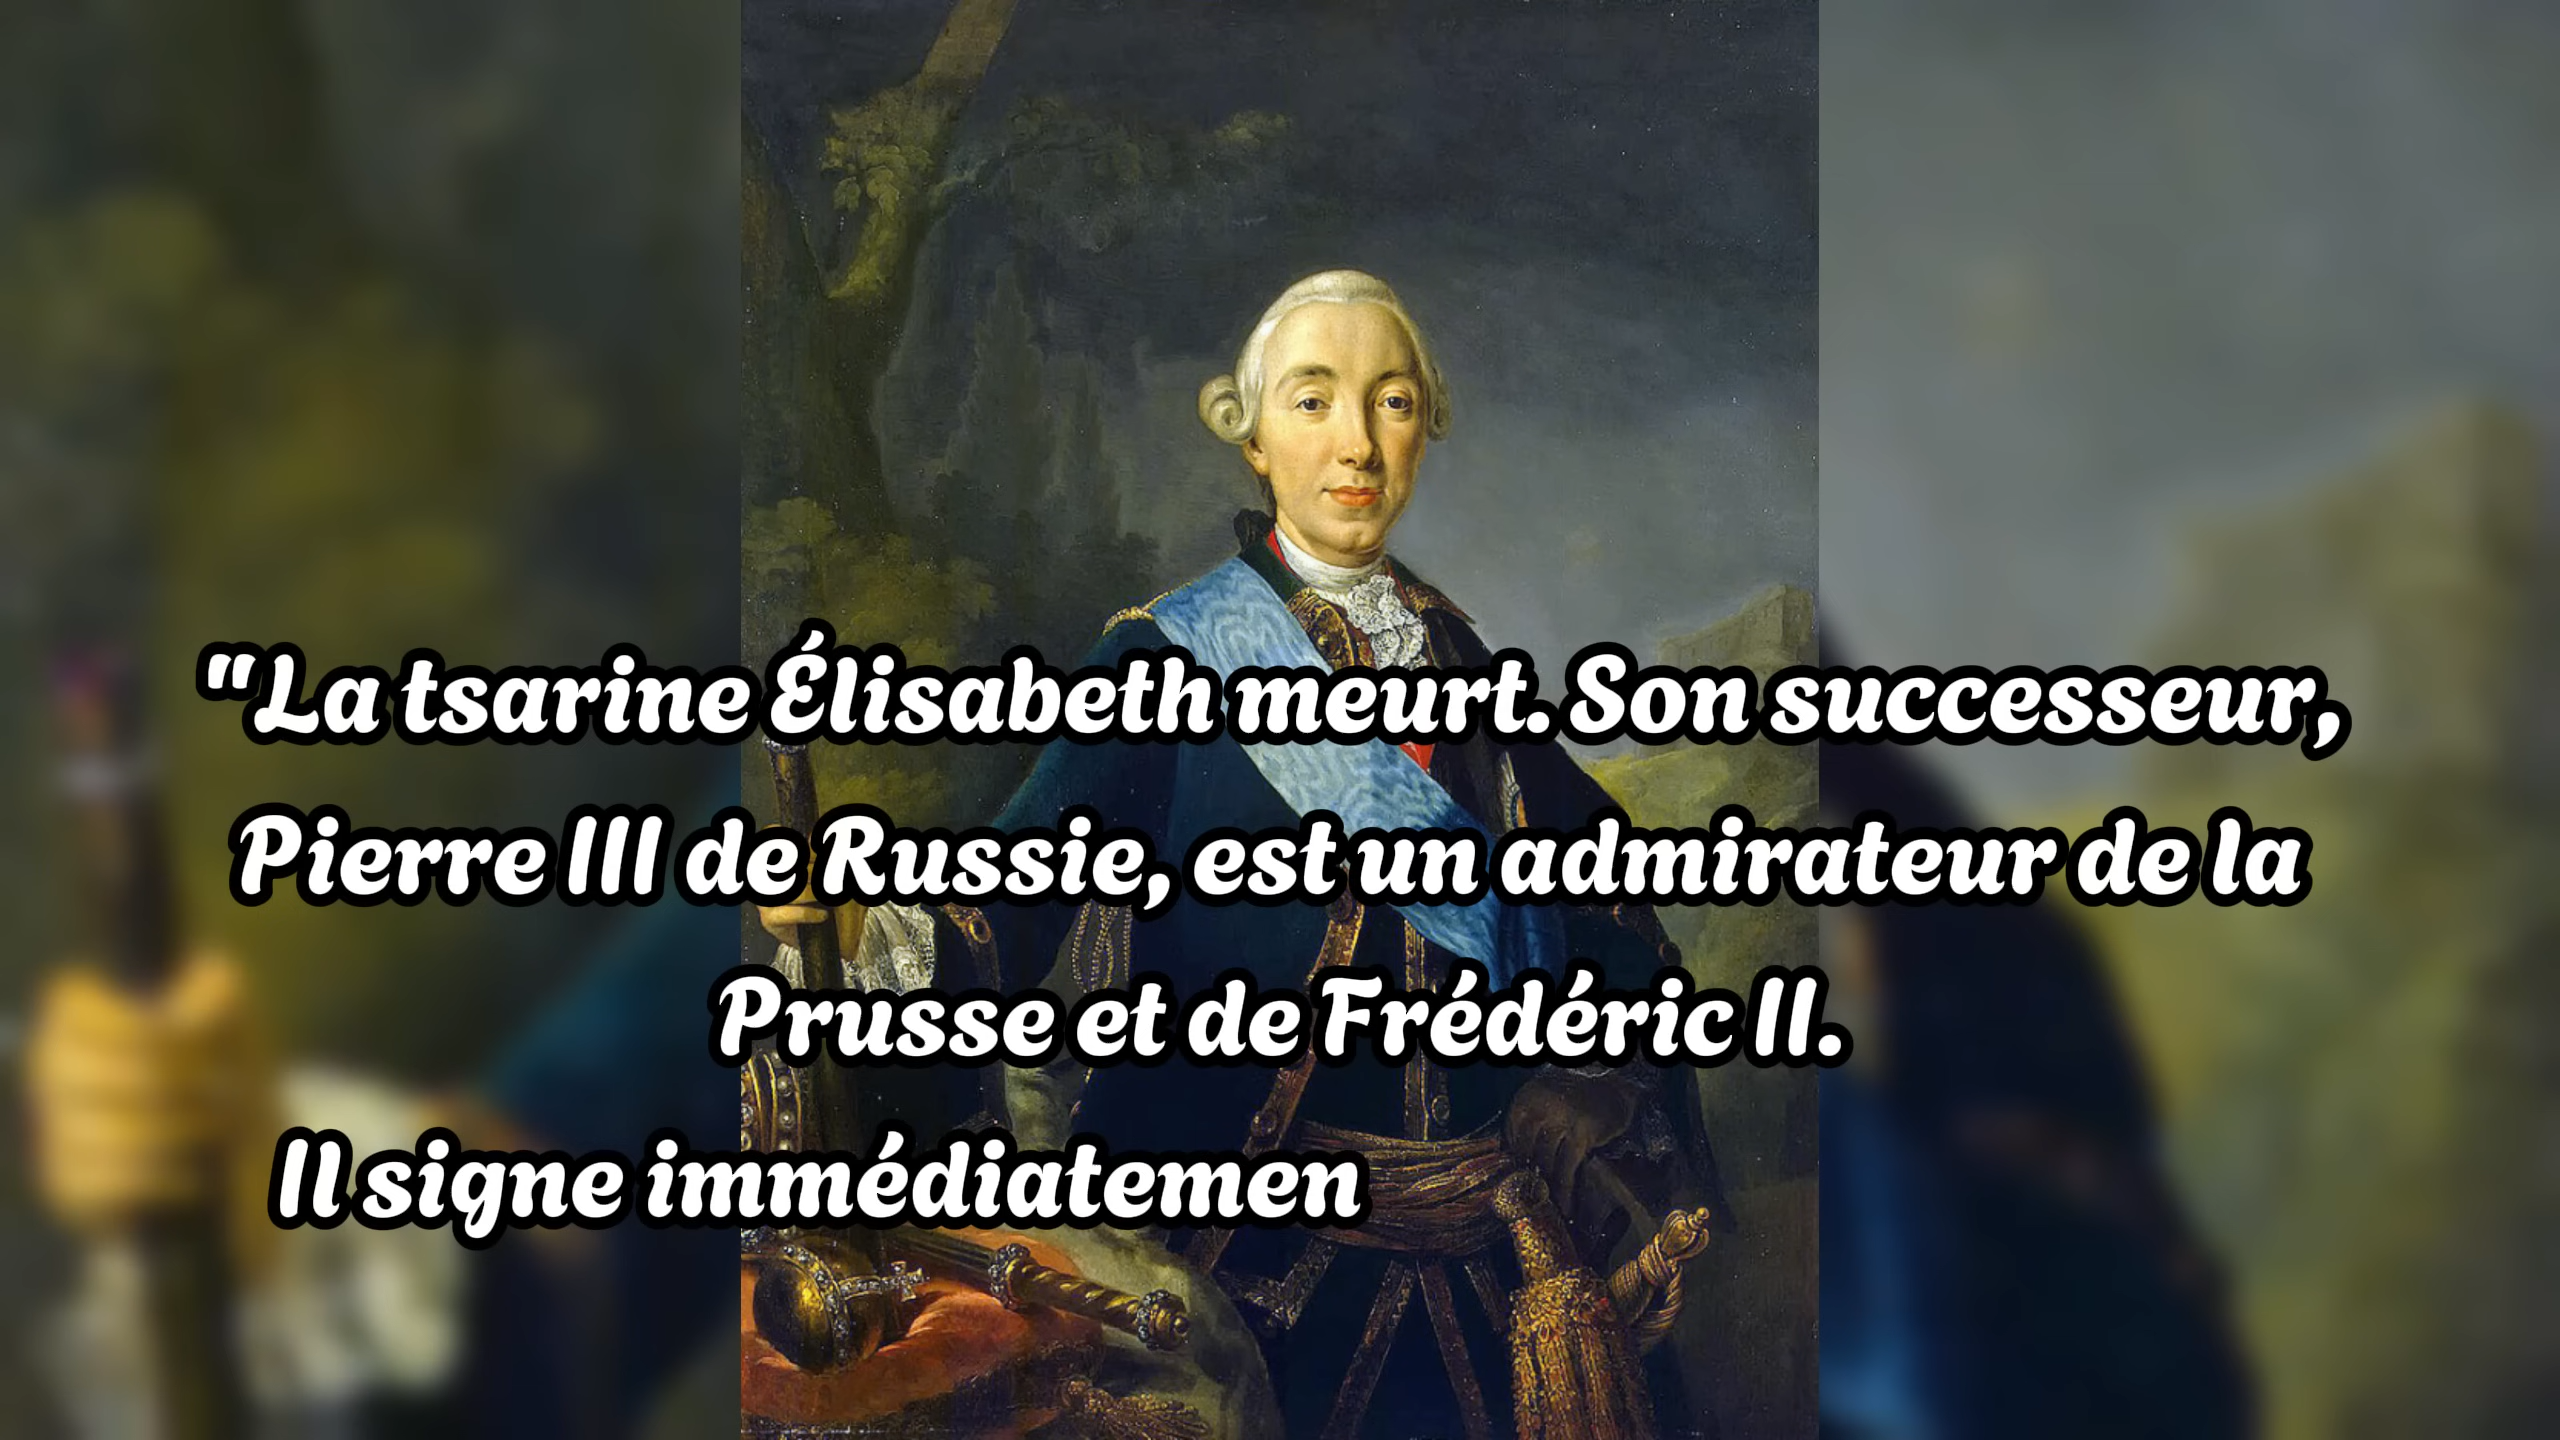 "La tsarine Élisabeth meurt. Son successeur,
Pierre III de Russie, est un admirateur de la
Prusse et de Frédéric II.
Il signe immédiatemen